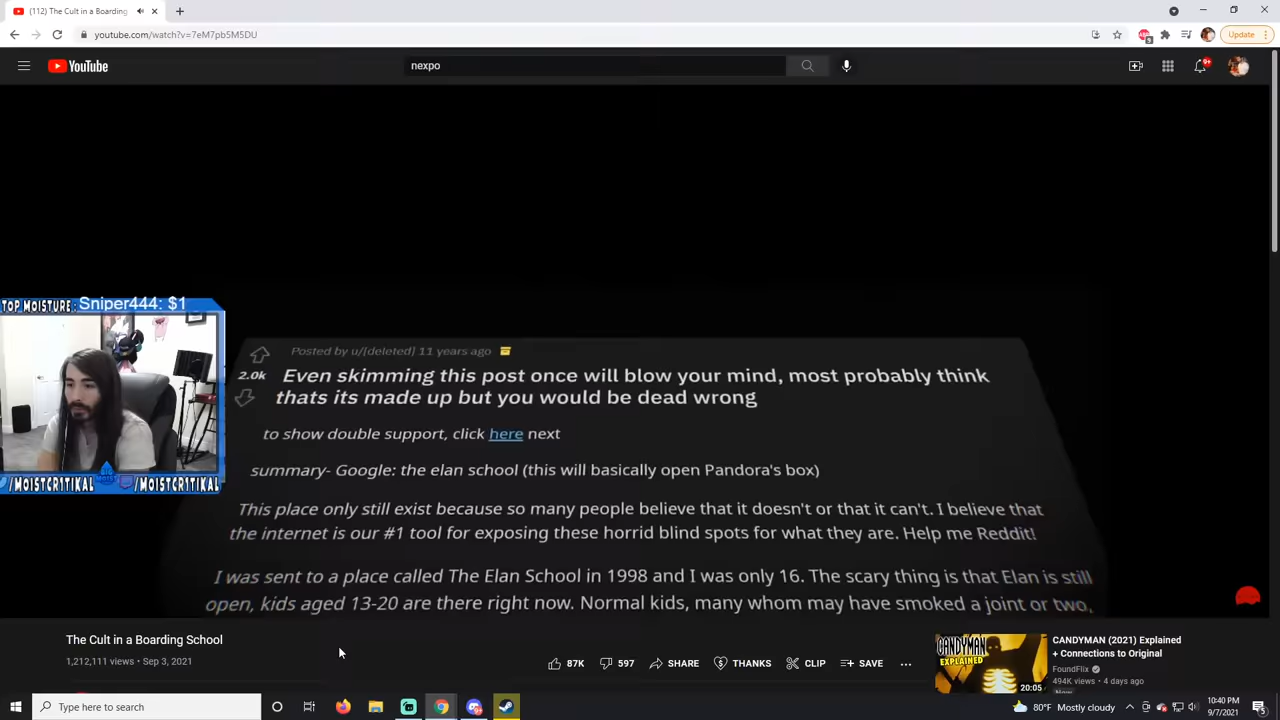 (112) The Cult in a Boarding
youtube.com/watch?v=7eM7pb5M5DU
Update
YouTube
nexpo
9+
TOP MOISTURE: Sniper444: $1
/MOISTCR1TIKAL
/MOISTCR1TIKAL
Posted by u/[deleted] 11 years ago
2.0k
Even skimming this post once will blow your mind, most probably think
thats its made up but you would be dead wrong
to show double support, click here next
summary- Google: the elan school (this will basically open Pandora's box)
This place only still exist because so many people believe that it doesn't or that it can't. I believe that
the internet is our #1 tool for exposing these horrid blind spots for what they are. Help me Reddit!
I was sent to a place called The Elan School in 1998 and I was only 16. The scary thing is that Elan is still
open, kids aged 13-20 are there right now. Normal kids, many whom may have smoked a joint or two,
The Cult in a Boarding School
1,212,111 views • Sep 3, 2021
87K
597
SHARE
THANKS
CLIP
SAVE
CANDYMAN
EXPLAINED
20:05
CANDYMAN (2021) Explained
+ Connections to Original
FoundFlix
494K views • 4 days ago
New
Type here to search
80°F Mostly cloudy
10:40 PM
9/7/2021
5